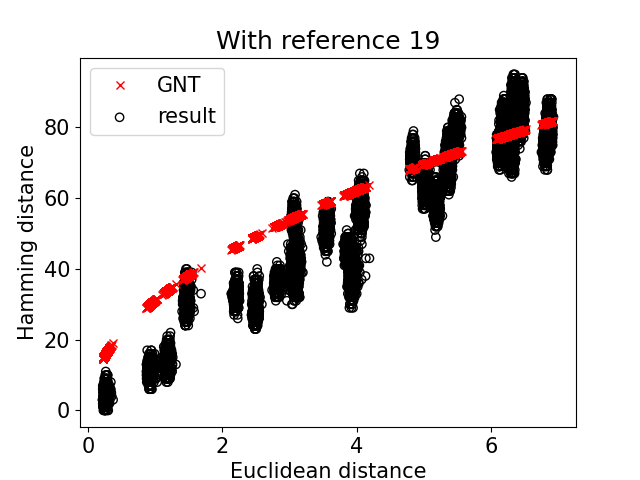 With reference 19
GNT
result
Hamming distance
80
60
40
20
0
0 2 4 6
Euclidean distance